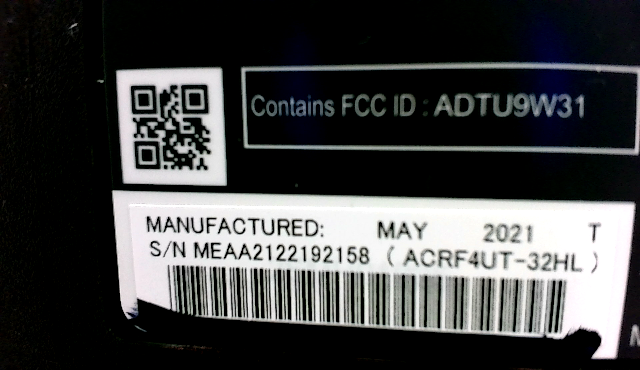 Contains FCC ID : ADTU9W31
MANUFACTURED: MAY 2021 T
S/N MEAA2122192158 ( ACRF4UT-32HL )